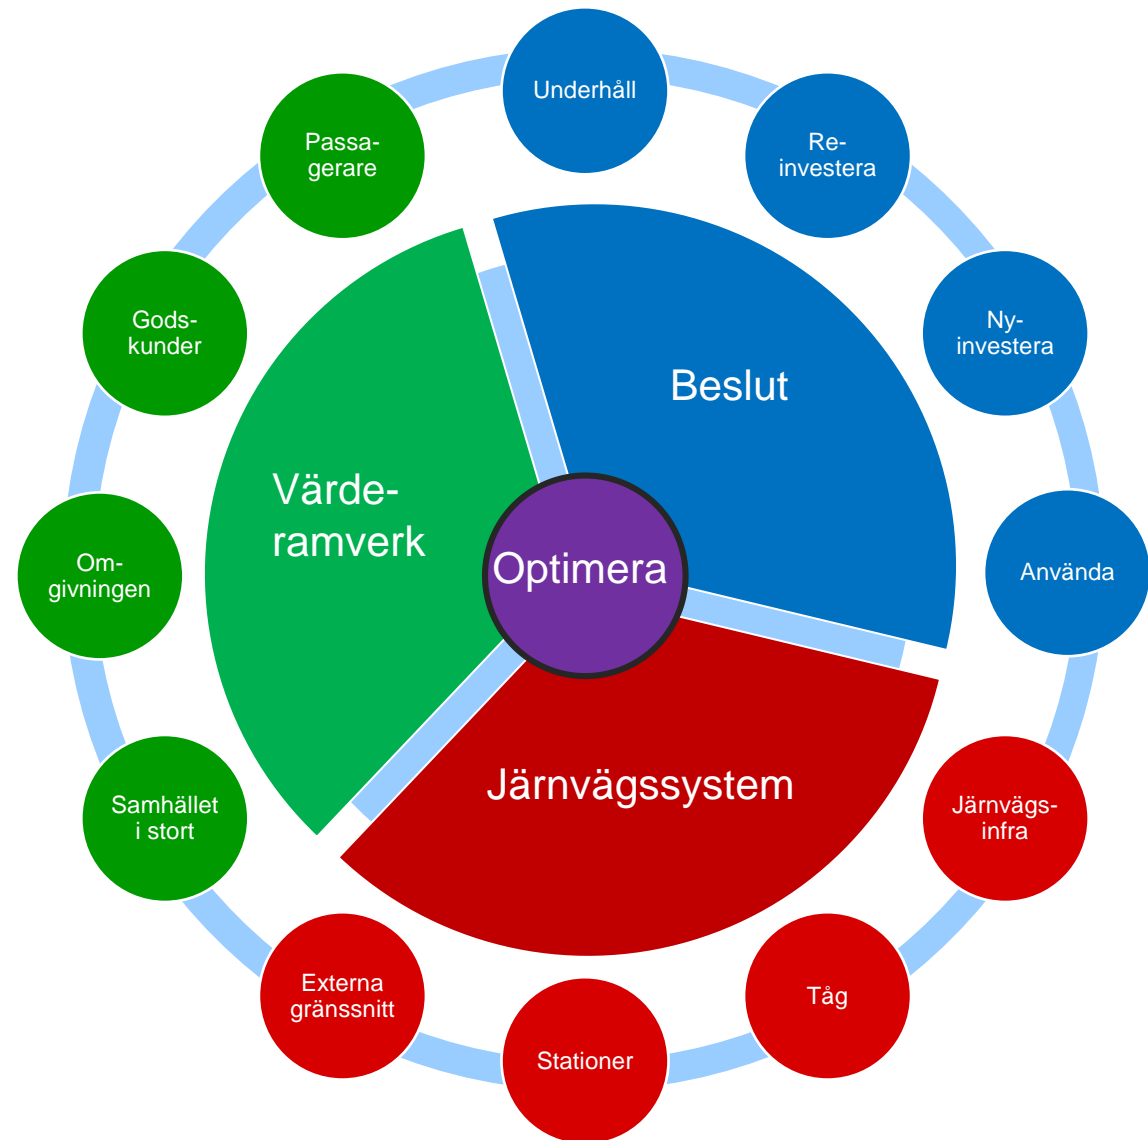 Underhåll
Re-
investera
Ny-
investera
Använda
Järnvägs-
infra
Tåg
Stationer
Externa
gränssnitt
Samhället
i stort
Om-
givningen
Gods-
kunder
Passa-
gerare
Beslut
Värde-
ramverk
Optimera
Järnvägssystem